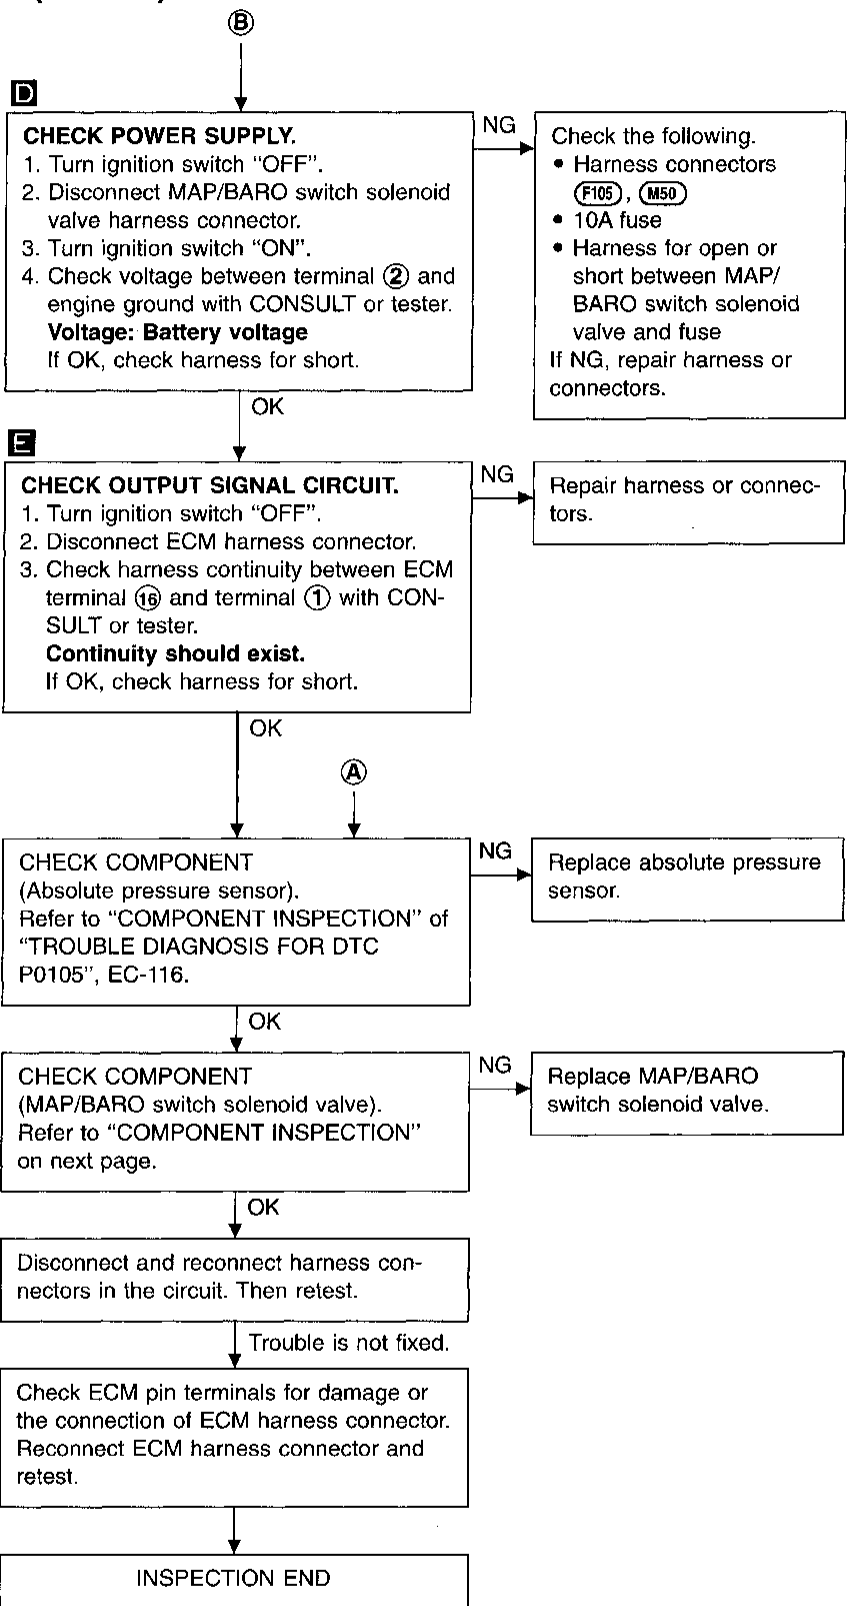 B
D
CHECK POWER SUPPLY.
1. Turn ignition switch “OFF”.
2. Disconnect MAP/BARO switch solenoid
valve harness connector.
3. Turn ignition switch “ON”.
4. Check voltage between terminal ② and
engine ground with CONSULT or tester.
Voltage: Battery voltage
If OK, check harness for short.
NG
Check the following.
• Harness connectors
F105, M50
• 10A fuse
• Harness for open or
short between MAP/
BARO switch solenoid
valve and fuse
If NG, repair harness or
connectors.
OK
E
CHECK OUTPUT SIGNAL CIRCUIT.
1. Turn ignition switch “OFF”.
2. Disconnect ECM harness connector.
3. Check harness continuity between ECM
terminal ⑯ and terminal ① with CON-
SULT or tester.
Continuity should exist.
If OK, check harness for short.
NG
Repair harness or connec-
tors.
OK
A
CHECK COMPONENT
(Absolute pressure sensor).
Refer to “COMPONENT INSPECTION” of
“TROUBLE DIAGNOSIS FOR DTC
P0105”, EC-116.
NG
Replace absolute pressure
sensor.
OK
CHECK COMPONENT
(MAP/BARO switch solenoid valve).
Refer to “COMPONENT INSPECTION”
on next page.
NG
Replace MAP/BARO
switch solenoid valve.
OK
Disconnect and reconnect harness con-
nectors in the circuit. Then retest.
Trouble is not fixed.
Check ECM pin terminals for damage or
the connection of ECM harness connector.
Reconnect ECM harness connector and
retest.
INSPECTION END